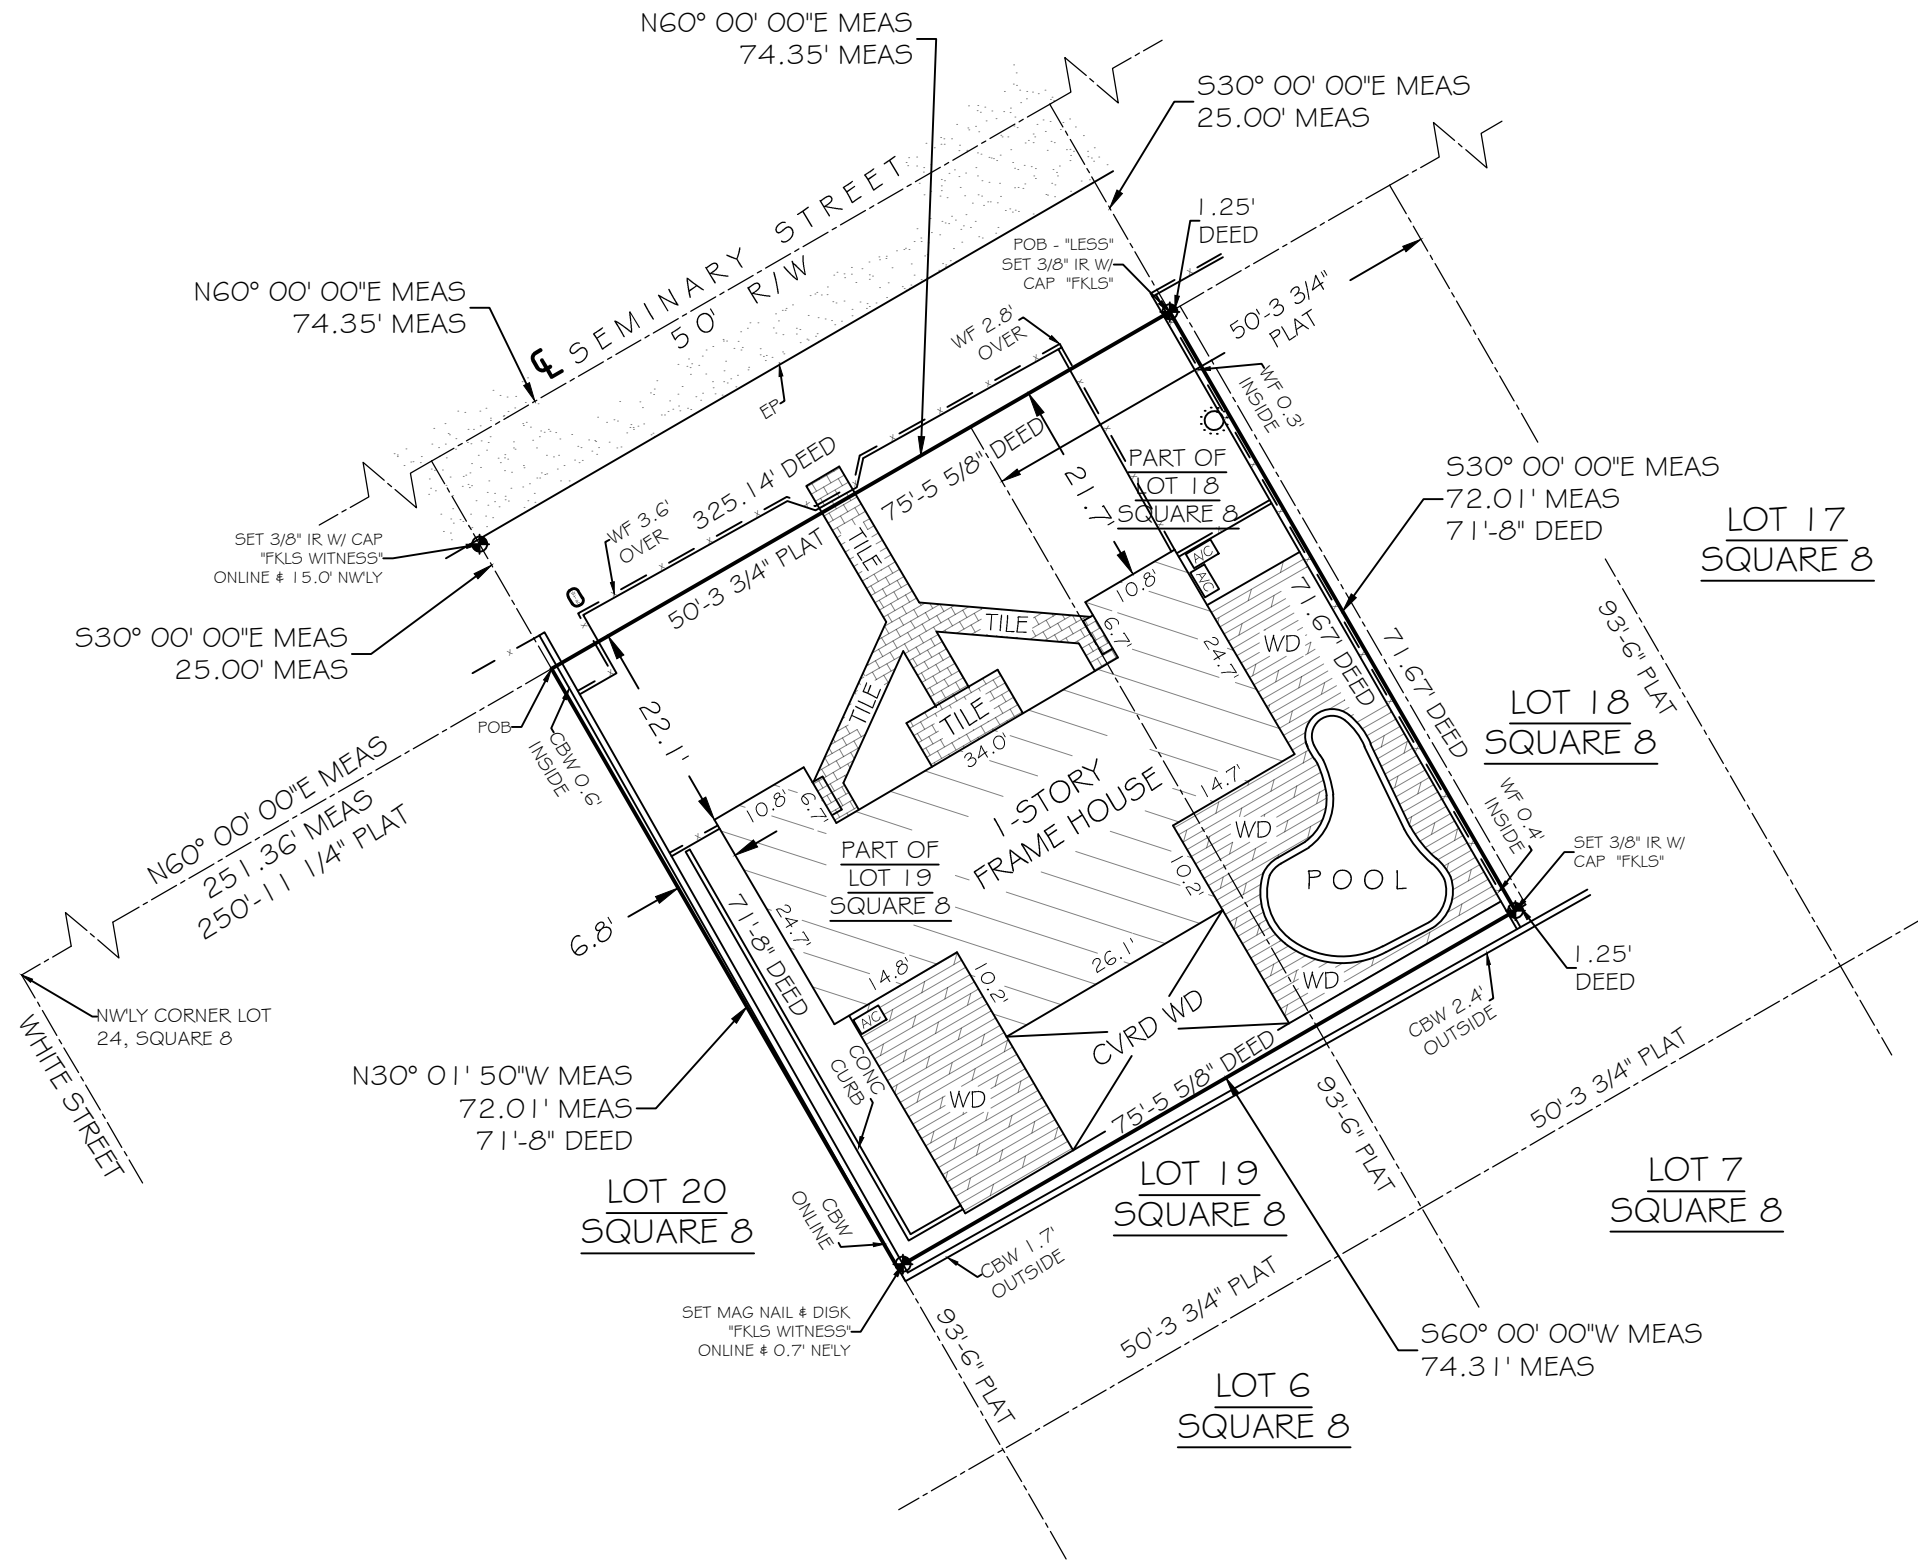 N60° 00' 00"E MEAS
74.35' MEAS
S30° 00' 00"E MEAS
25.00' MEAS
1.25'
DEED
POB - "LESS"
SET 3/8" IR W/
CAP "FKLS"
N60° 00' 00"E MEAS
74.35' MEAS
℄ SEMINARY STREET
50' R/W
EP
WF 2.8'
OVER
50'-3 3/4"
PLAT
WF 0.3'
INSIDE
SET 3/8" IR W/ CAP
"FKLS WITNESS"
ONLINE & 15.0' NW'LY
S30° 00' 00"E MEAS
25.00' MEAS
WF 3.6'
OVER
325.14' DEED
75'-5 5/8" DEED
50'-3 3/4" PLAT
21.7'
PART OF
LOT 18
SQUARE 8
S30° 00' 00"E MEAS
72.01' MEAS
71'-8" DEED
LOT 17
SQUARE 8
TILE
TILE
TILE
TILE
10.8'
6.7'
24.7'
A/C
A/C
WD
71.67' DEED
71.67' DEED
93'-6" PLAT
LOT 18
SQUARE 8
POB
CBW 0.6'
INSIDE
22.1'
N60° 00' 00"E MEAS
251.36' MEAS
250'-11 1/4" PLAT
34.0'
10.8'
6.7'
1-STORY
FRAME HOUSE
14.7'
WD
10.2'
POOL
WF 0.4'
INSIDE
SET 3/8" IR W/
CAP "FKLS"
PART OF
LOT 19
SQUARE 8
6.8'
71'-8" DEED
24.7'
14.8'
10.2'
26.1'
WD
1.25'
DEED
NW'LY CORNER LOT
24, SQUARE 8
WHITE STREET
A/C
CONC
CURB
CVRD WD
CBW 2.4'
OUTSIDE
N30° 01' 50"W MEAS
72.01' MEAS
71'-8" DEED
WD
75'-5 5/8" DEED
93'-6" PLAT
50'-3 3/4" PLAT
LOT 20
SQUARE 8
CBW
ONLINE
LOT 19
SQUARE 8
LOT 7
SQUARE 8
CBW 1.7'
OUTSIDE
SET MAG NAIL & DISK
"FKLS WITNESS"
ONLINE & 0.7' NE'LY
93'-6" PLAT
50'-3 3/4" PLAT
S60° 00' 00"W MEAS
74.31' MEAS
LOT 6
SQUARE 8